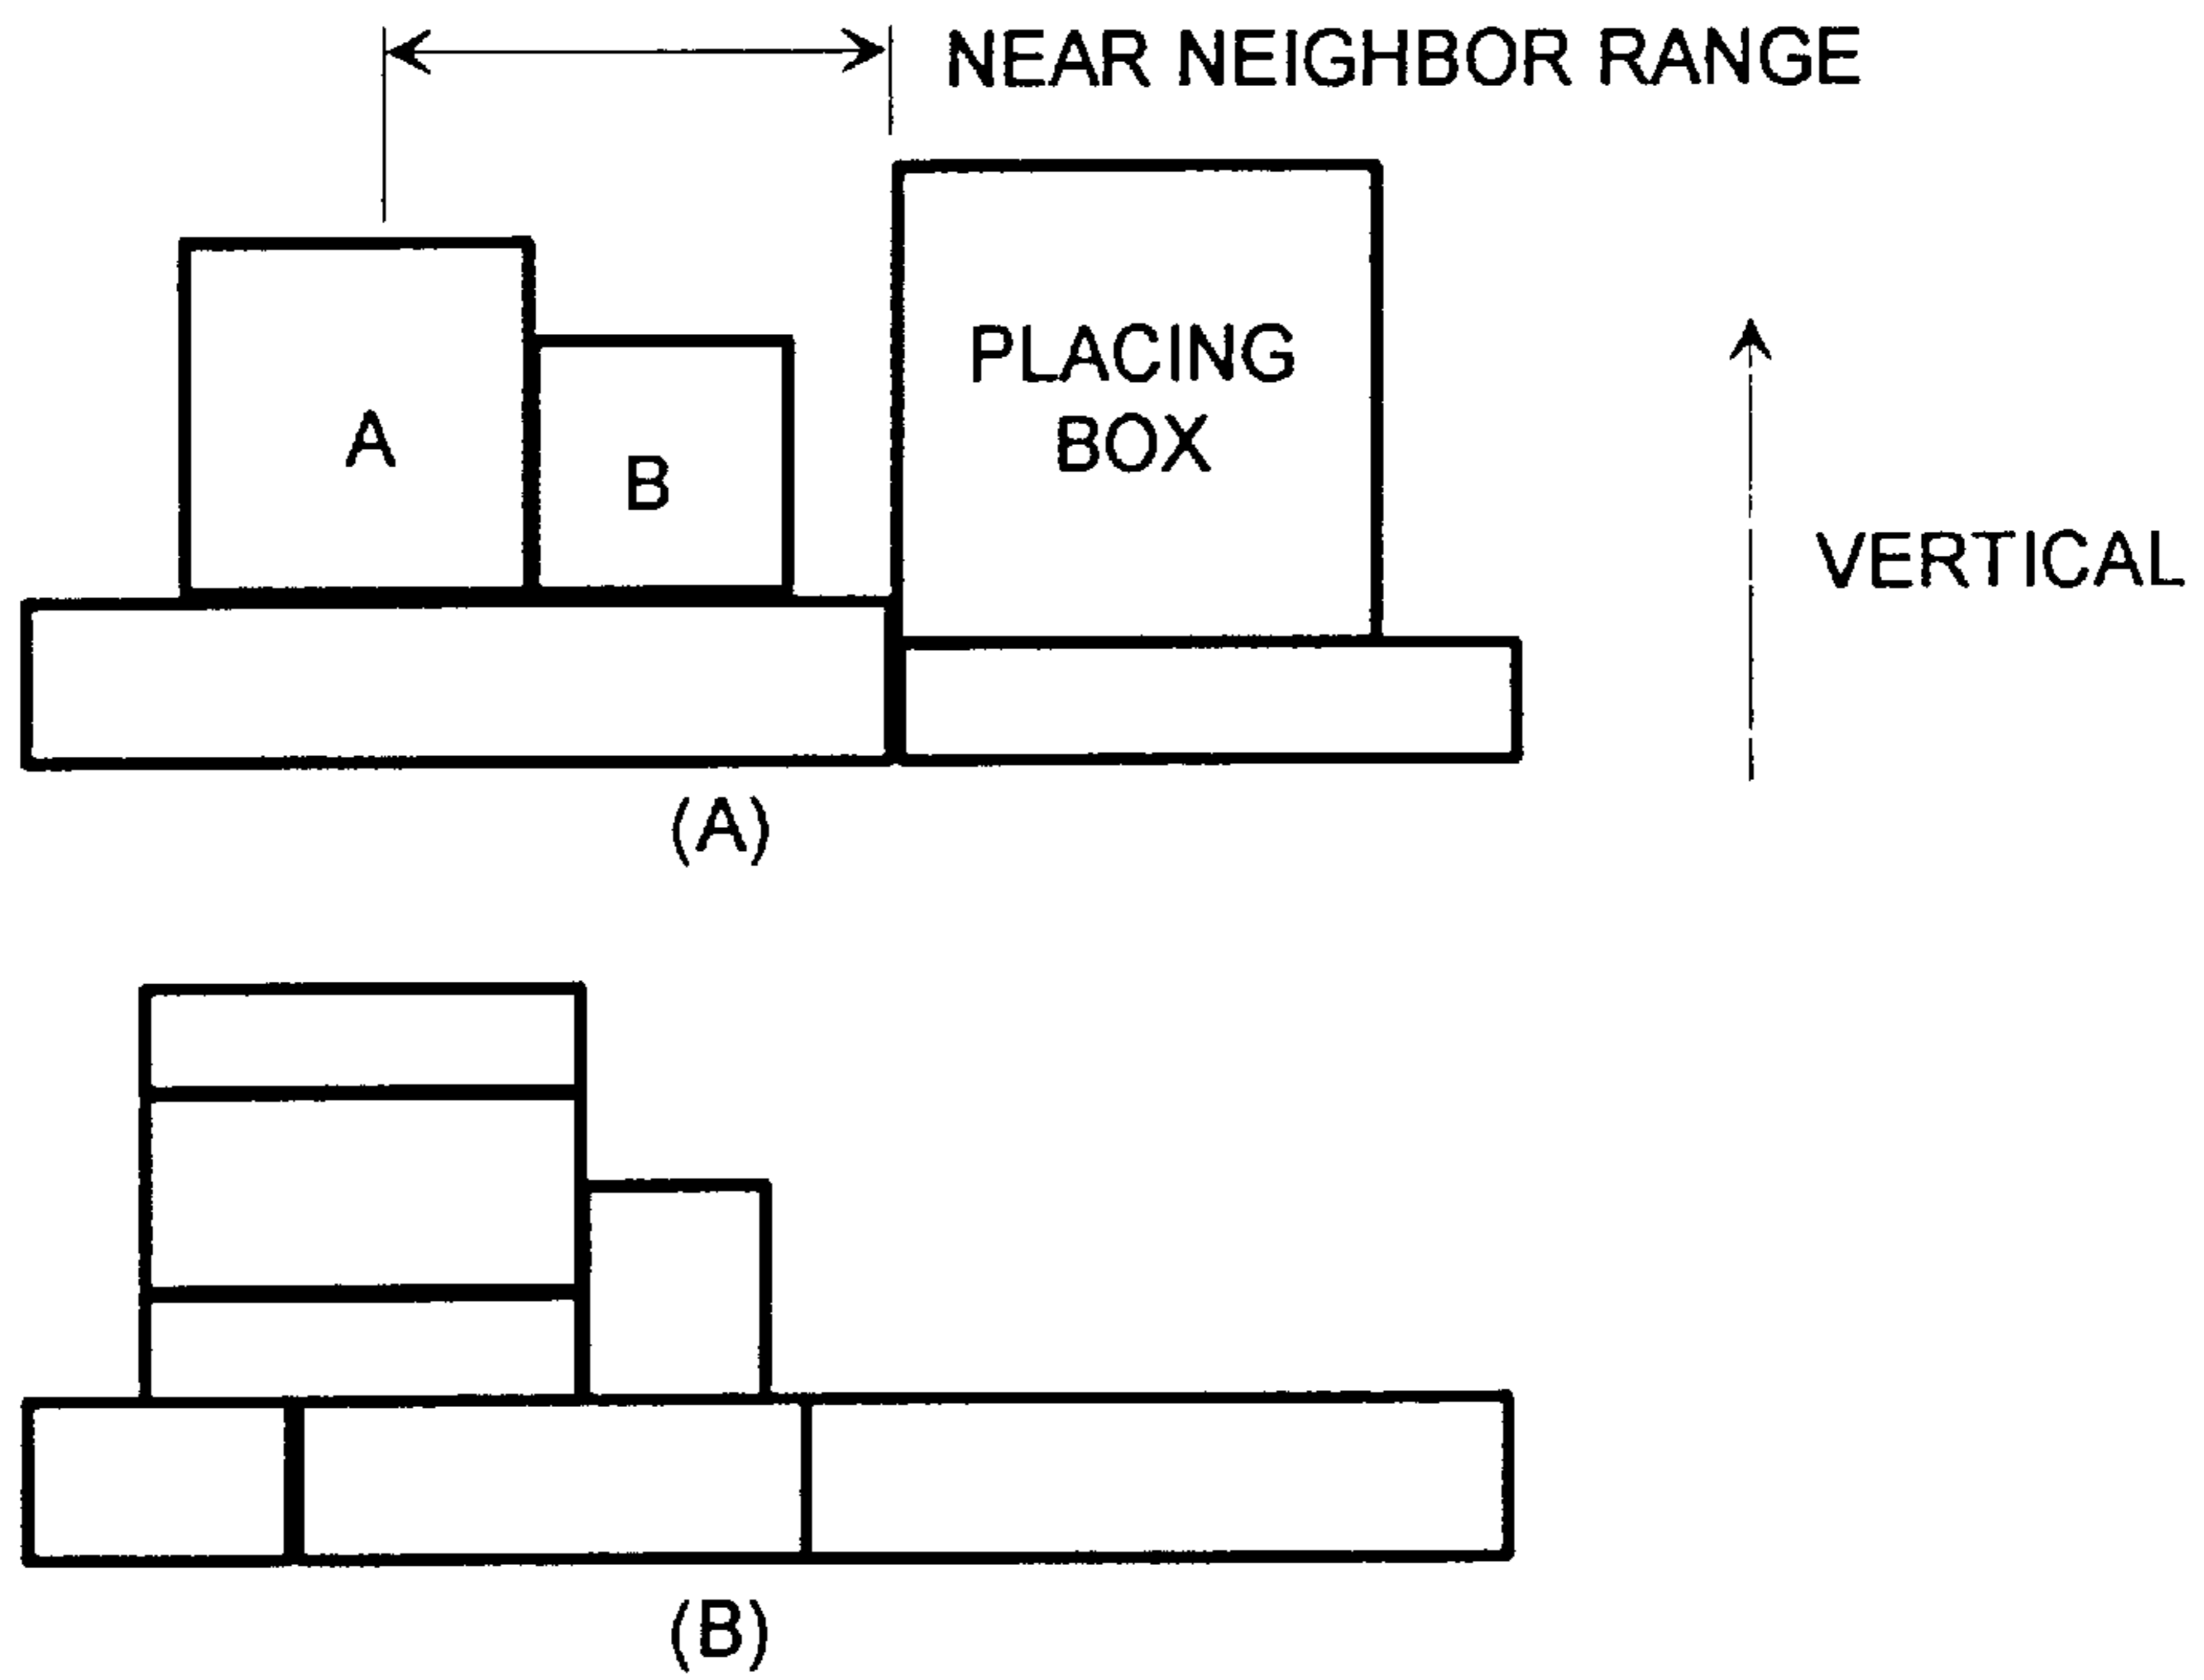 NEAR NEIGHBOR RANGE
PLACING
BOX
A
B
VERTICAL
(A)
(B)